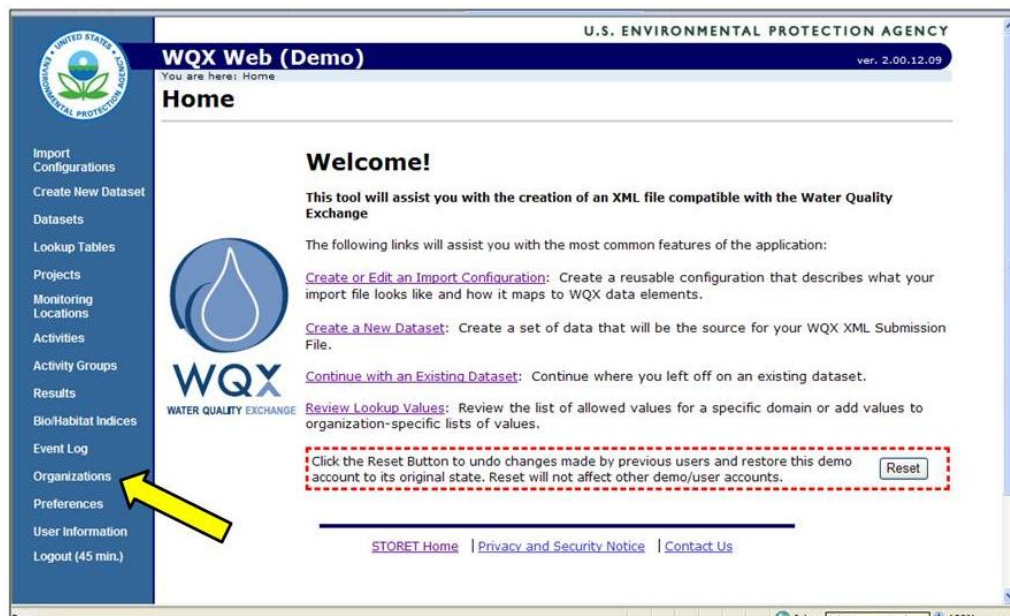 U.S. ENVIRONMENTAL PROTECTION AGENCY
UNITED STATES
ENVIRONMENTAL PROTECTION AGENCY
WQX Web (Demo)
ver. 2.00.12.09
You are here: Home
Home
Import
Configurations
Create New Dataset
Datasets
Lookup Tables
Projects
Monitoring
Locations
Activities
Activity Groups
Results
Bio/Habitat Indices
Event Log
Organizations
Preferences
User Information
Logout (45 min.)
WQX
WATER QUALITY EXCHANGE
Welcome!
This tool will assist you with the creation of an XML file compatible with the Water Quality
Exchange
The following links will assist you with the most common features of the application:
Create or Edit an Import Configuration: Create a reusable configuration that describes what your
import file looks like and how it maps to WQX data elements.
Create a New Dataset: Create a set of data that will be the source for your WQX XML Submission
File.
Continue with an Existing Dataset: Continue where you left off on an existing dataset.
Review Lookup Values: Review the list of allowed values for a specific domain or add values to
organization-specific lists of values.
Click the Reset Button to undo changes made by previous users and restore this demo
account to its original state. Reset will not affect other demo/user accounts.
Reset
STORET Home | Privacy and Security Notice | Contact Us